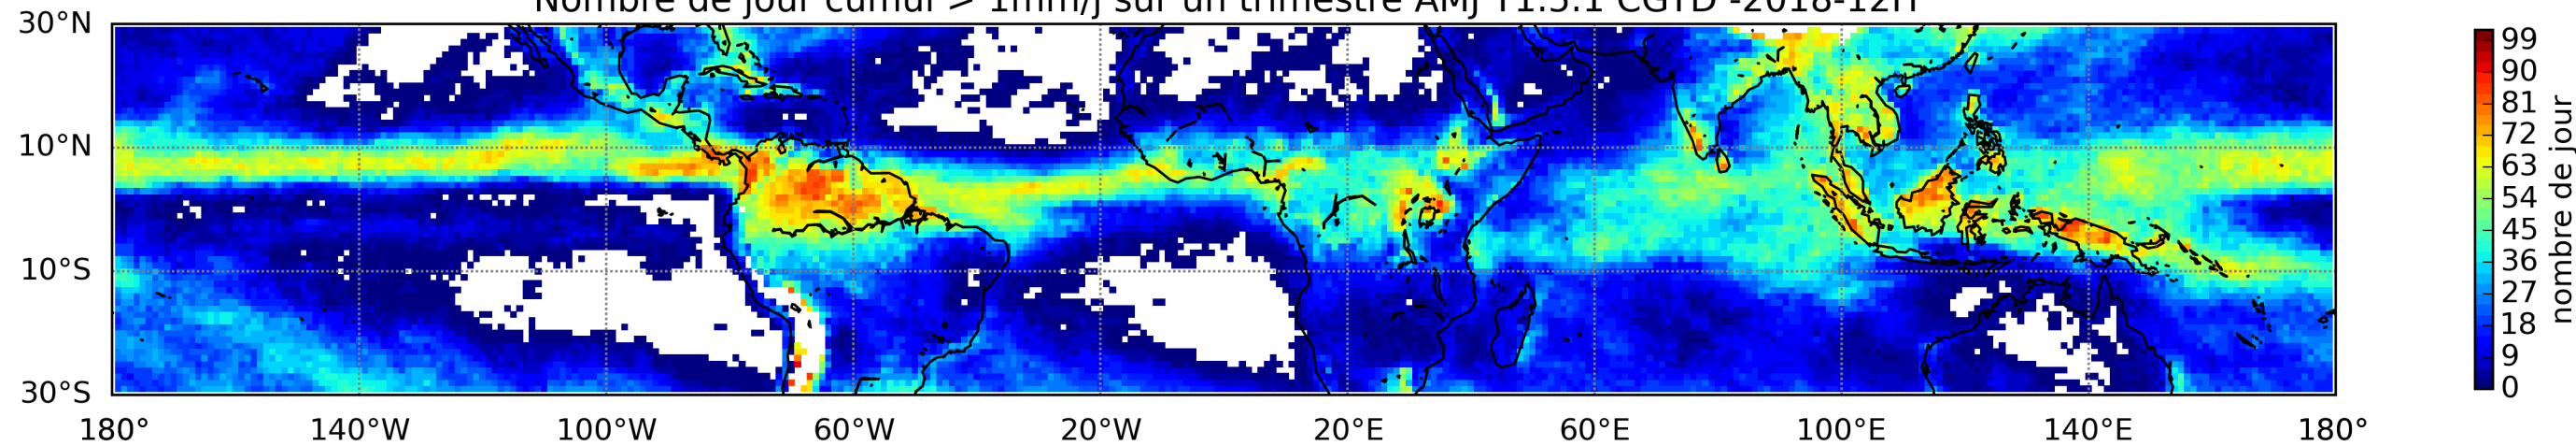 Nombre de jour cumul > 1mm/j sur un trimestre AMJ T1.5.1 CGTD -2018-12H
30°N
10°N
10°S
30°S
180° 140°W 100°W 60°W 20°W 20°E 60°E 100°E 140°E 180°
99
90
81
72
63
54
45
36
27
18
9
0
nombre de jour